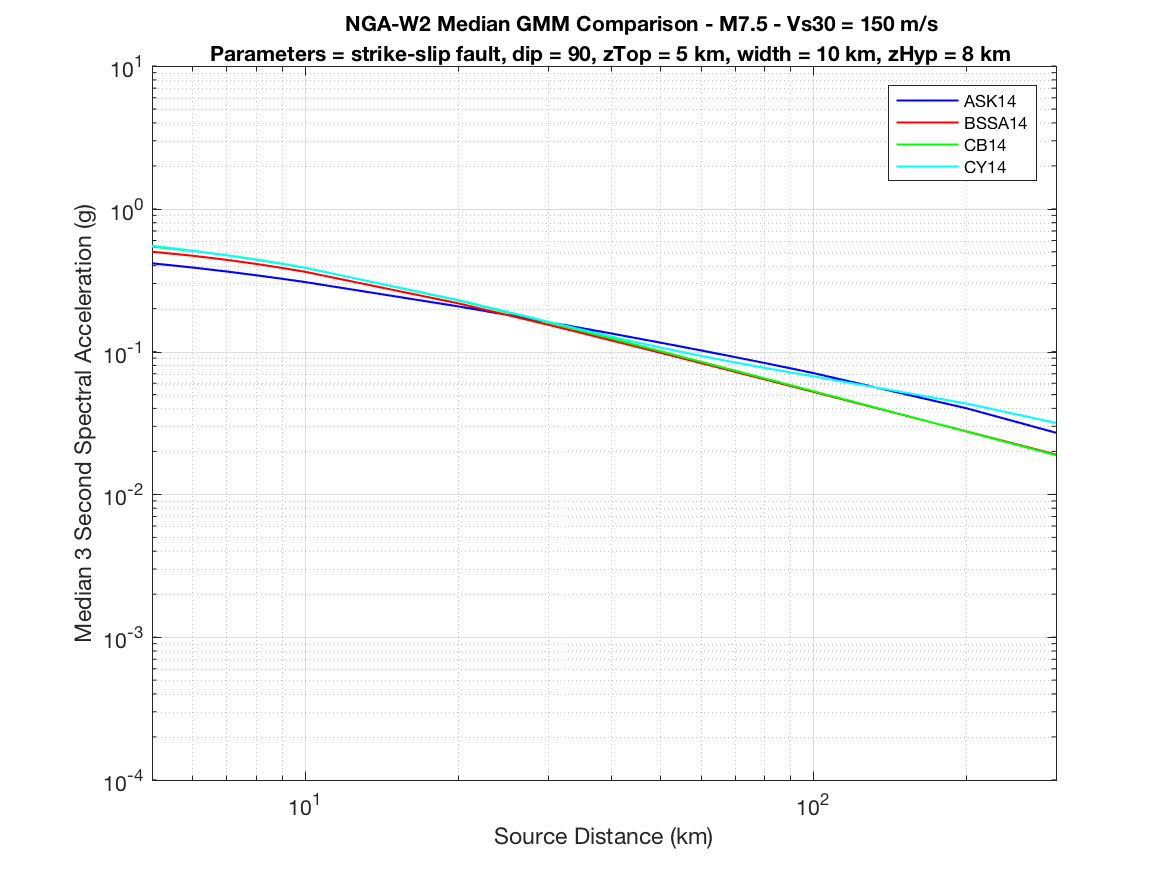 NGA-W2 Median GMM Comparison - M7.5 - Vs30 = 150 m/s
Parameters = strike-slip fault, dip = 90, zTop = 5 km, width = 10 km, zHyp = 8 km
ASK14
BSSA14
CB14
CY14
Median 3 Second Spectral Acceleration (g)
10^1
10^0
10^-1
10^-2
10^-3
10^-4
10^1
10^2
Source Distance (km)